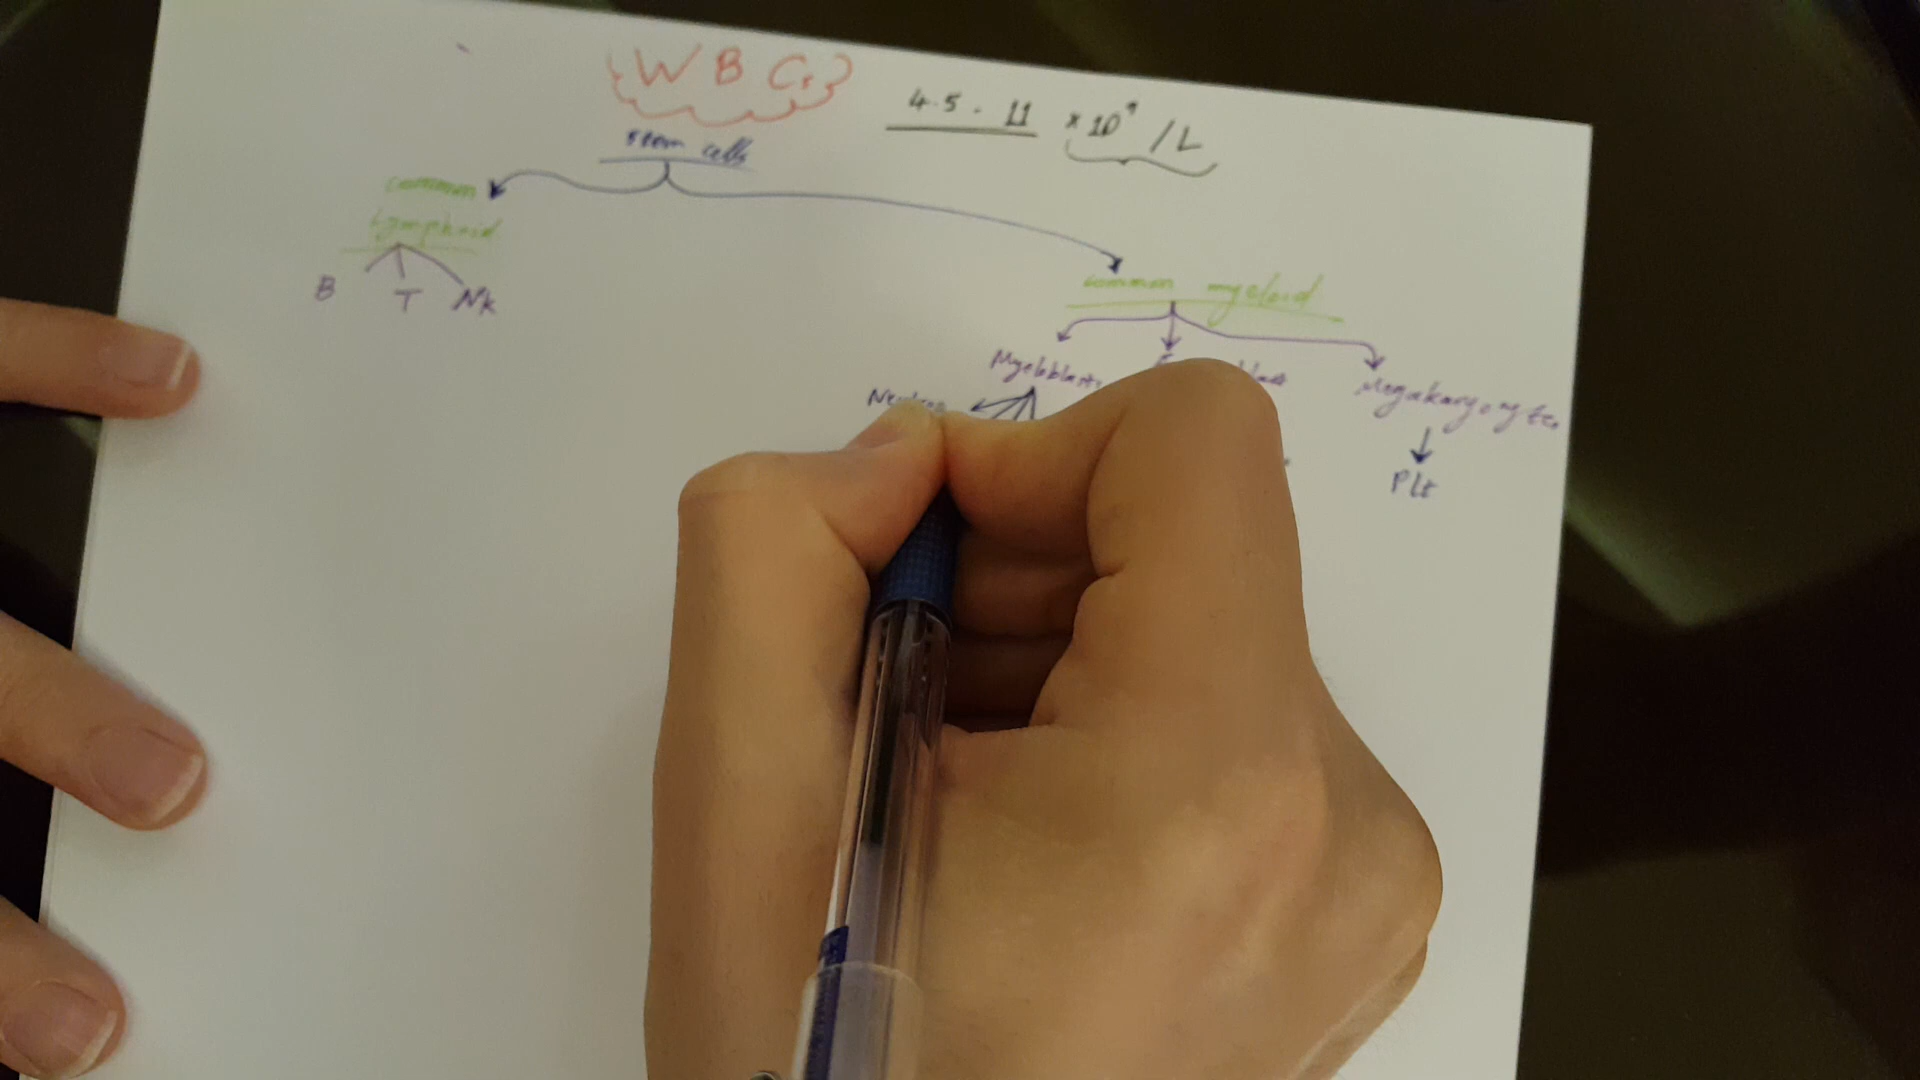 WBCs
4.5 - 11 × 10⁹ / L
stem cells
common
Lymphoid
B T Nk
common myeloid
Myeloblasts
Megakaryocytes
Plt